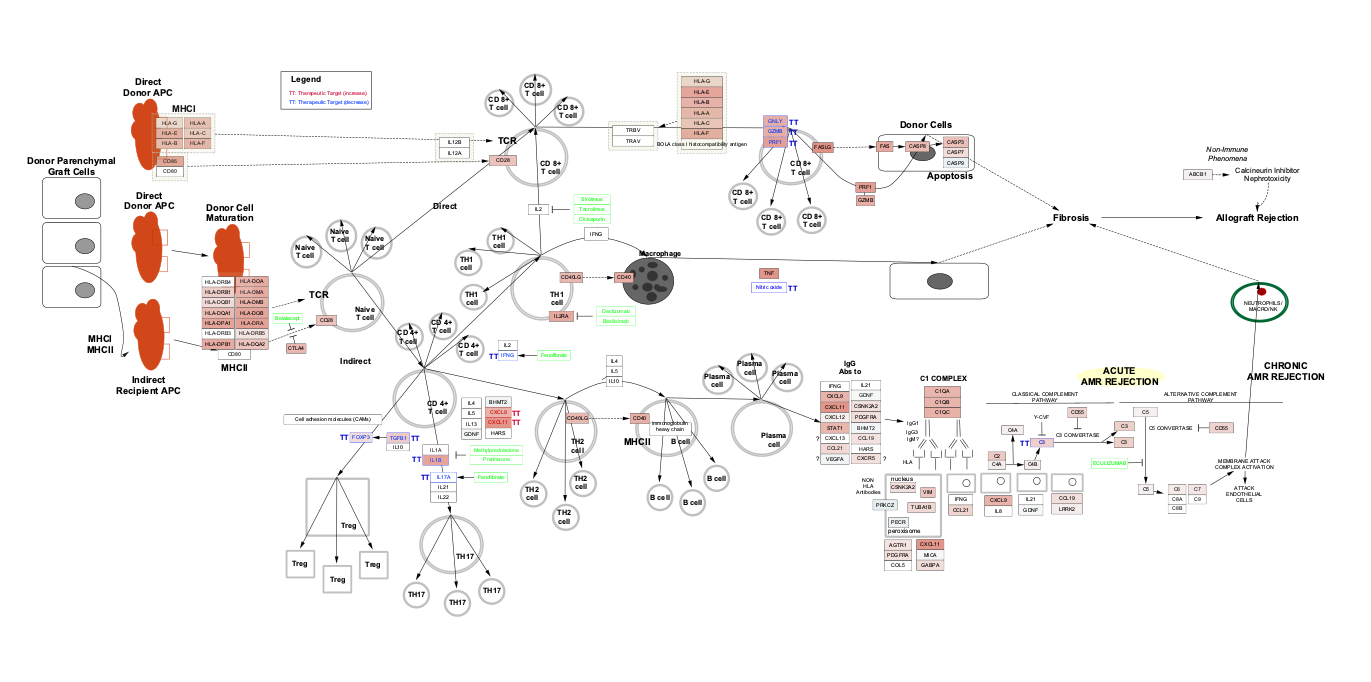 Legend
TT: Therapeutic Target (increase)
TT: Therapeutic Target (decrease)
Direct
Donor APC
MHCI
HLA-G
HLA-A
HLA-E
HLA-C
HLA-B
HLA-F
CD86
CD80
IL12B
IL12A
TCR
CD28
CD 8+
T cell
CD 8+
T cell
CD 8+
T cell
CD 8+
T cell
TRBV
TRAV
HLA-G
HLA-E
HLA-B
HLA-A
HLA-C
HLA-F
BOLA class I histocompatibility antigen
GNLY
TT
GZMB
TT
PRF1
TT
CD 8+
T cell
CD 8+
T cell
CD 8+
T cell
CD 8+
T cell
FASLG
Donor Cells
FAS
CASP8
CASP3
CASP7
CASP9
Apoptosis
PRF1
GZMB
Non-Immune
Phenomena
ABCB1
Calcineurin Inhibitor
Nephrotoxicity
Fibrosis
Allograft Rejection
Donor Parenchymal
Graft Cells
Direct
Donor APC
Donor Cell
Maturation
HLA-DRB4
HLA-DOA
HLA-DRB1
HLA-DMA
HLA-DQB1
HLA-DMB
HLA-DQA1
HLA-DOB
HLA-DPA1
HLA-DRA
HLA-DRB3
HLA-DRB5
HLA-DPB1
HLA-DQA2
CD80
MHCII
MHCI
MHCII
Indirect
Recipient APC
TCR
Belatacept
CD28
CTLA4
Naive
T cell
Naive
T cell
Naive
T cell
Naive
T cell
Direct
Indirect
IL2
Sirolimus
Tacrolimus
Ciclosporin
IFNG
TH1
cell
TH1
cell
TH1
cell
TH1
cell
CD40LG
CD40
Macrophage
IL2RA
Daclizumab
Basiliximab
TNF
Nitric oxide
TT
CD 4+
T cell
CD 4+
T cell
CD 4+
T cell
CD 4+
T cell
IL2
TT
IFNG
Fenofibrate
IL4
IL5
IL10
IL4
IL5
IL13
GDNF
BHMT2
CXCL8
TT
CXCL11
TT
HARS
Cell adhesion molecules (CAMs)
TT
FOXP3
TGFB1
TT
IL10
IL1A
TT
IL1B
Methylprednisolone
Prednisone
TT
IL17A
IL21
IL22
Fenofibrate
Treg
Treg
Treg
Treg
TH17
TH17
TH17
TH17
CD40LG
TH2
cell
TH2
cell
TH2
cell
TH2
cell
CD40
MHCII
immunoglobulin
heavy chain
B cell
B cell
B cell
B cell
Plasma
cell
Plasma
cell
Plasma
cell
Plasma
cell
IgG
Abs to
IFNG
IL21
CXCL9
GDNF
CXCL11
CSNK2A2
CXCL12
PDGFRA
STAT1
BHMT2
?
CXCL13
CCL19
CCL21
HARS
?
VEGFA
CXCR5
?
C1 COMPLEX
C1QA
C1QB
C1QC
IgG1
IgG3
IgM?
HLA
NON
HLA
Antibodies
nucleus
CSNK2A2
VIM
PRKCZ
TUBA1B
PECR
peroxisome
AGTR1
CXCL11
PDGFRA
MICA
COL5
GABPA
IFNG
CCL21
CXCL9
IL8
IL21
GDNF
CCL19
LRRK2
ACUTE
AMR REJECTION
CLASSICAL COMPLEMENT
PATHWAY
ALTERNATIVE COMPLEMENT
PATHWAY
CD55
Y-CVF
C4A
TT
C3
C3 CONVERTASE
C3
C3
C2
C4A
C4B
C5
C5 CONVERTASE
CD55
ECULIZUMAB
C5
C6
C7
C8A
C9
C8B
MEMBRANE ATTACK
COMPLEX ACTIVATION
ATTACK
ENDOTHELIAL
CELLS
NEUTROPHILS /
MACRO/NK
CHRONIC
AMR REJECTION